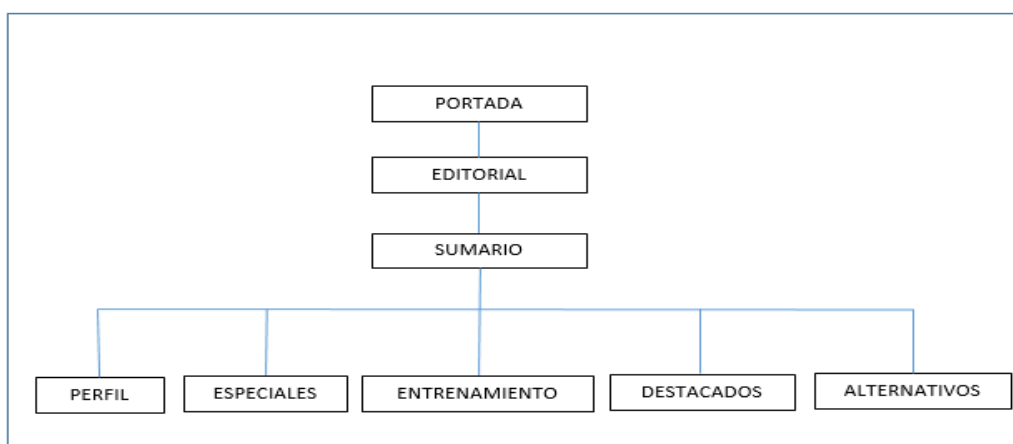 PORTADA
EDITORIAL
SUMARIO
PERFIL
ESPECIALES
ENTRENAMIENTO
DESTACADOS
ALTERNATIVOS